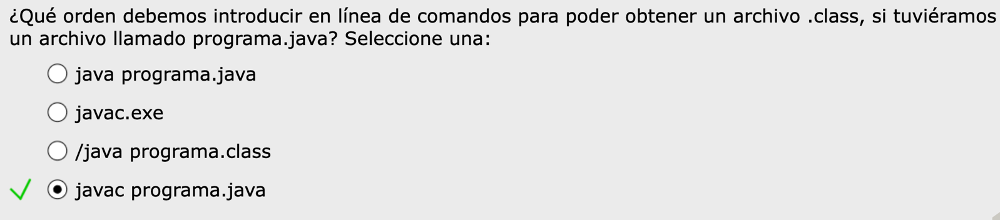 ¿Qué orden debemos introducir en línea de comandos para poder obtener un archivo .class, si tuviéramos
un archivo llamado programa.java? Seleccione una:
java programa.java
javac.exe
/java programa.class
javac programa.java